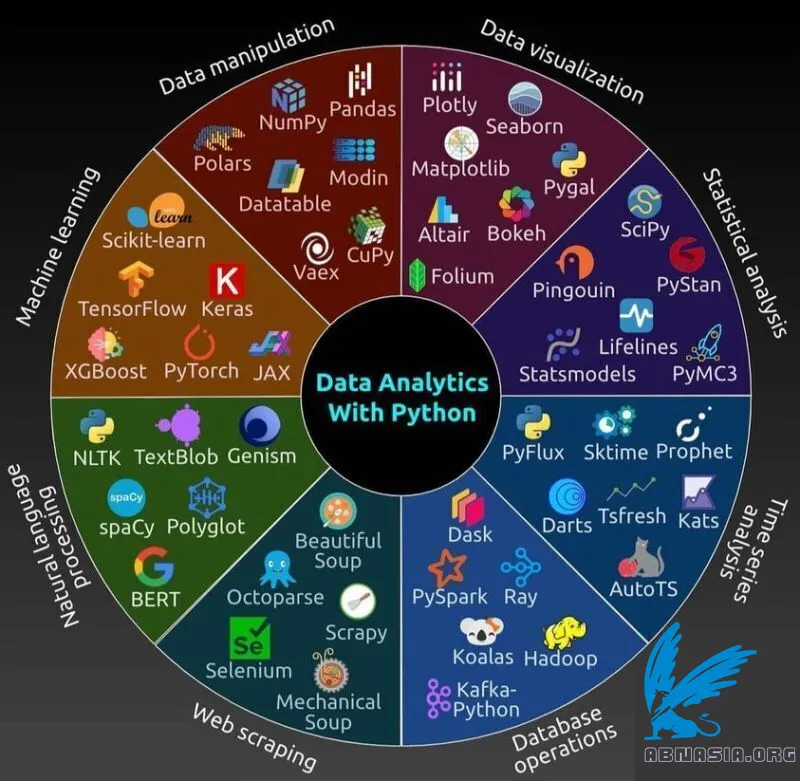 Data manipulation
NumPy
Pandas
Polars
Modin
Datatable
CuPy
Vaex
Data visualization
Plotly
Seaborn
Matplotlib
Pygal
Altair
Bokeh
Folium
Statistical analysis
SciPy
Pingouin
PyStan
Lifelines
Statsmodels
PyMC3
Time series
analysis
PyFlux
Sktime
Prophet
Darts
Tsfresh
Kats
AutoTS
Database
operations
Dask
PySpark
Ray
Koalas
Hadoop
Kafka-
Python
Web scraping
Beautiful
Soup
Octoparse
Scrapy
Se
Selenium
Mechanical
Soup
Natural language
processing
NLTK
TextBlob
Genism
spaCy
spaCy
Polyglot
G
BERT
Machine learning
learn
Scikit-learn
TensorFlow
K
Keras
XGBoost
PyTorch
JAX
JAX
Data Analytics
With Python
ABNASIA.ORG